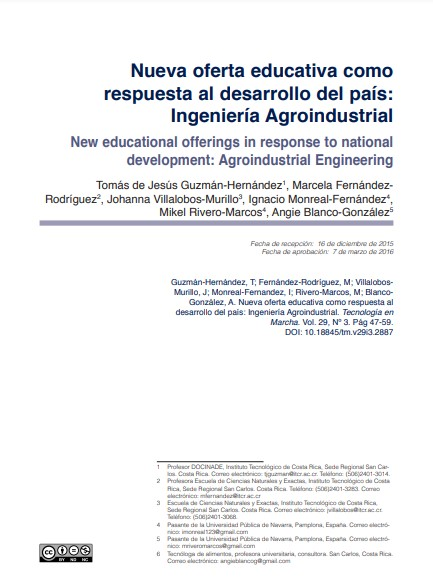 Nueva oferta educativa como
respuesta al desarrollo del país:
Ingeniería Agroindustrial
New educational offerings in response to national
development: Agroindustrial Engineering
Tomás de Jesús Guzmán-Hernández¹, Marcela Fernández-
Rodríguez², Johanna Villalobos-Murillo³, Ignacio Monreal-Fernández⁴,
Mikel Rivero-Marcos⁴, Angie Blanco-González⁵
Fecha de recepción: 16 de diciembre de 2015
Fecha de aprobación: 7 de marzo de 2016
Guzmán-Hernández, T; Fernández-Rodríguez, M; Villalobos-
Murillo, J; Monreal-Fernandez, I; Rivero-Marcos, M; Blanco-
González, A. Nueva oferta educativa como respuesta al
desarrollo del país: Ingeniería Agroindustrial. Tecnología en
Marcha. Vol. 29, Nº 3. Pág 47-59.
DOI: 10.18845/tm.v29i3.2887
1 Profesor DOCINADE, Instituto Tecnológico de Costa Rica, Sede Regional San Car-
los. Costa Rica. Correo electrónico: tjguzman@itcr.ac.cr. Teléfono: (506)2401-3014.
2 Profesora Escuela de Ciencias Naturales y Exactas. Instituto Tecnológico de Costa
Rica, Sede Regional San Carlos. Costa Rica. Teléfono: (506)2401-3283. Correo
electrónico: mfernandez@itcr.ac.cr
3 Escuela de Ciencias Naturales y Exactas, Instituto Tecnológico de Costa Rica,
Sede Regional San Carlos. Costa Rica. Correo electrónico: jvillalobos@itcr.ac.cr.
Teléfono: (506)2401-3068.
4 Pasante de la Universidad Pública de Navarra, Pamplona, España. Correo electró-
nico: imonreal123@gmail.com
5 Pasante de la Universidad Pública de Navarra, Pamplona, España. Correo electró-
nico: mriveromarcos@gmail.com
6 Tecnóloga de alimentos, profesora universitaria, consultora. San Carlos, Costa Rica.
Correo electrónico: angieblancog@gmail.com
cc BY NC ND